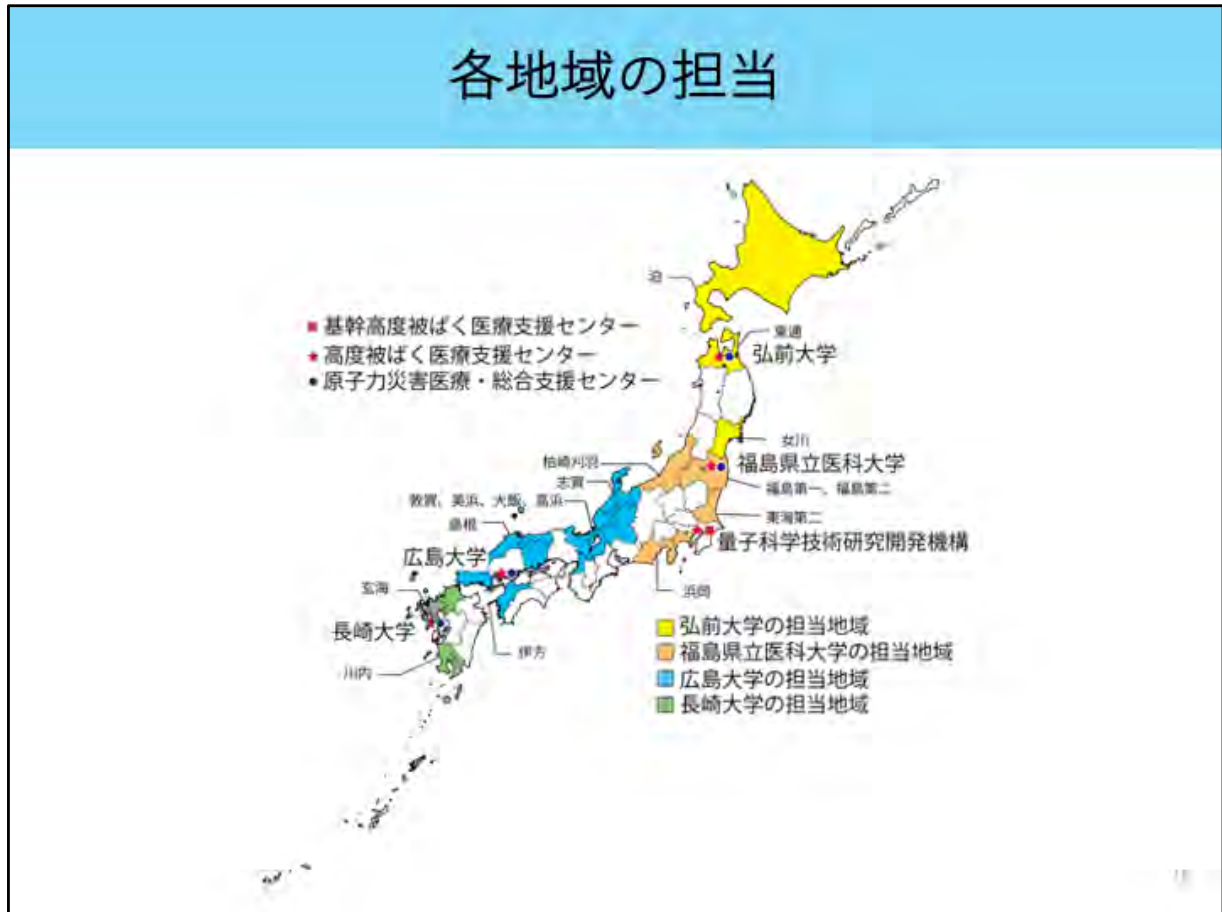 各地域の担当
泊
■ 基幹高度被ばく医療支援センター
★ 高度被ばく医療支援センター
● 原子力災害医療・総合支援センター
東通
弘前大学
女川
柏崎刈羽
福島県立医科大学
志賀
福島第一、福島第二
敦賀、美浜、大飯、高浜
東海第二
島根
量子科学技術研究開発機構
広島大学
浜岡
玄海
長崎大学
伊方
川内
弘前大学の担当地域
福島県立医科大学の担当地域
広島大学の担当地域
長崎大学の担当地域